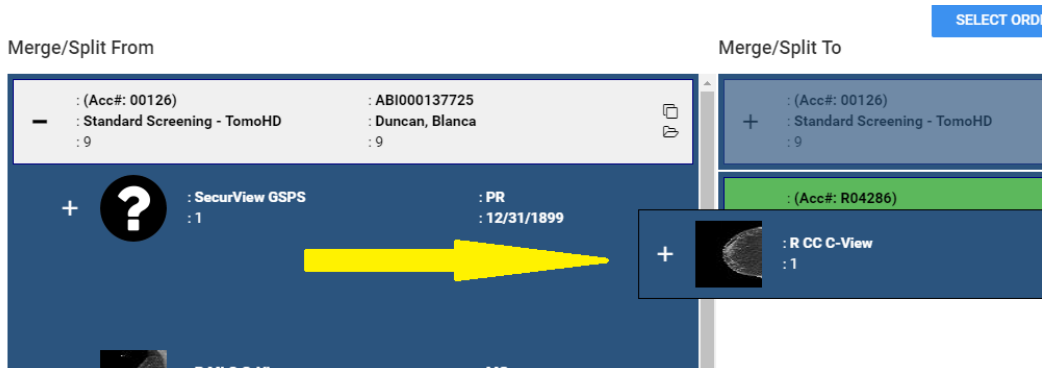 SELECT ORD
Merge/Split From
Merge/Split To
: (Acc#: 00126)
: Standard Screening - TomoHD
: 9
: ABI000137725
: Duncan, Blanca
: 9
+
: (Acc#: 00126)
: Standard Screening - TomoHD
: 9
+
?
: SecurView GSPS
: 1
: PR
: 12/31/1899
: (Acc#: R04286)
+
: R CC C-View
: 1